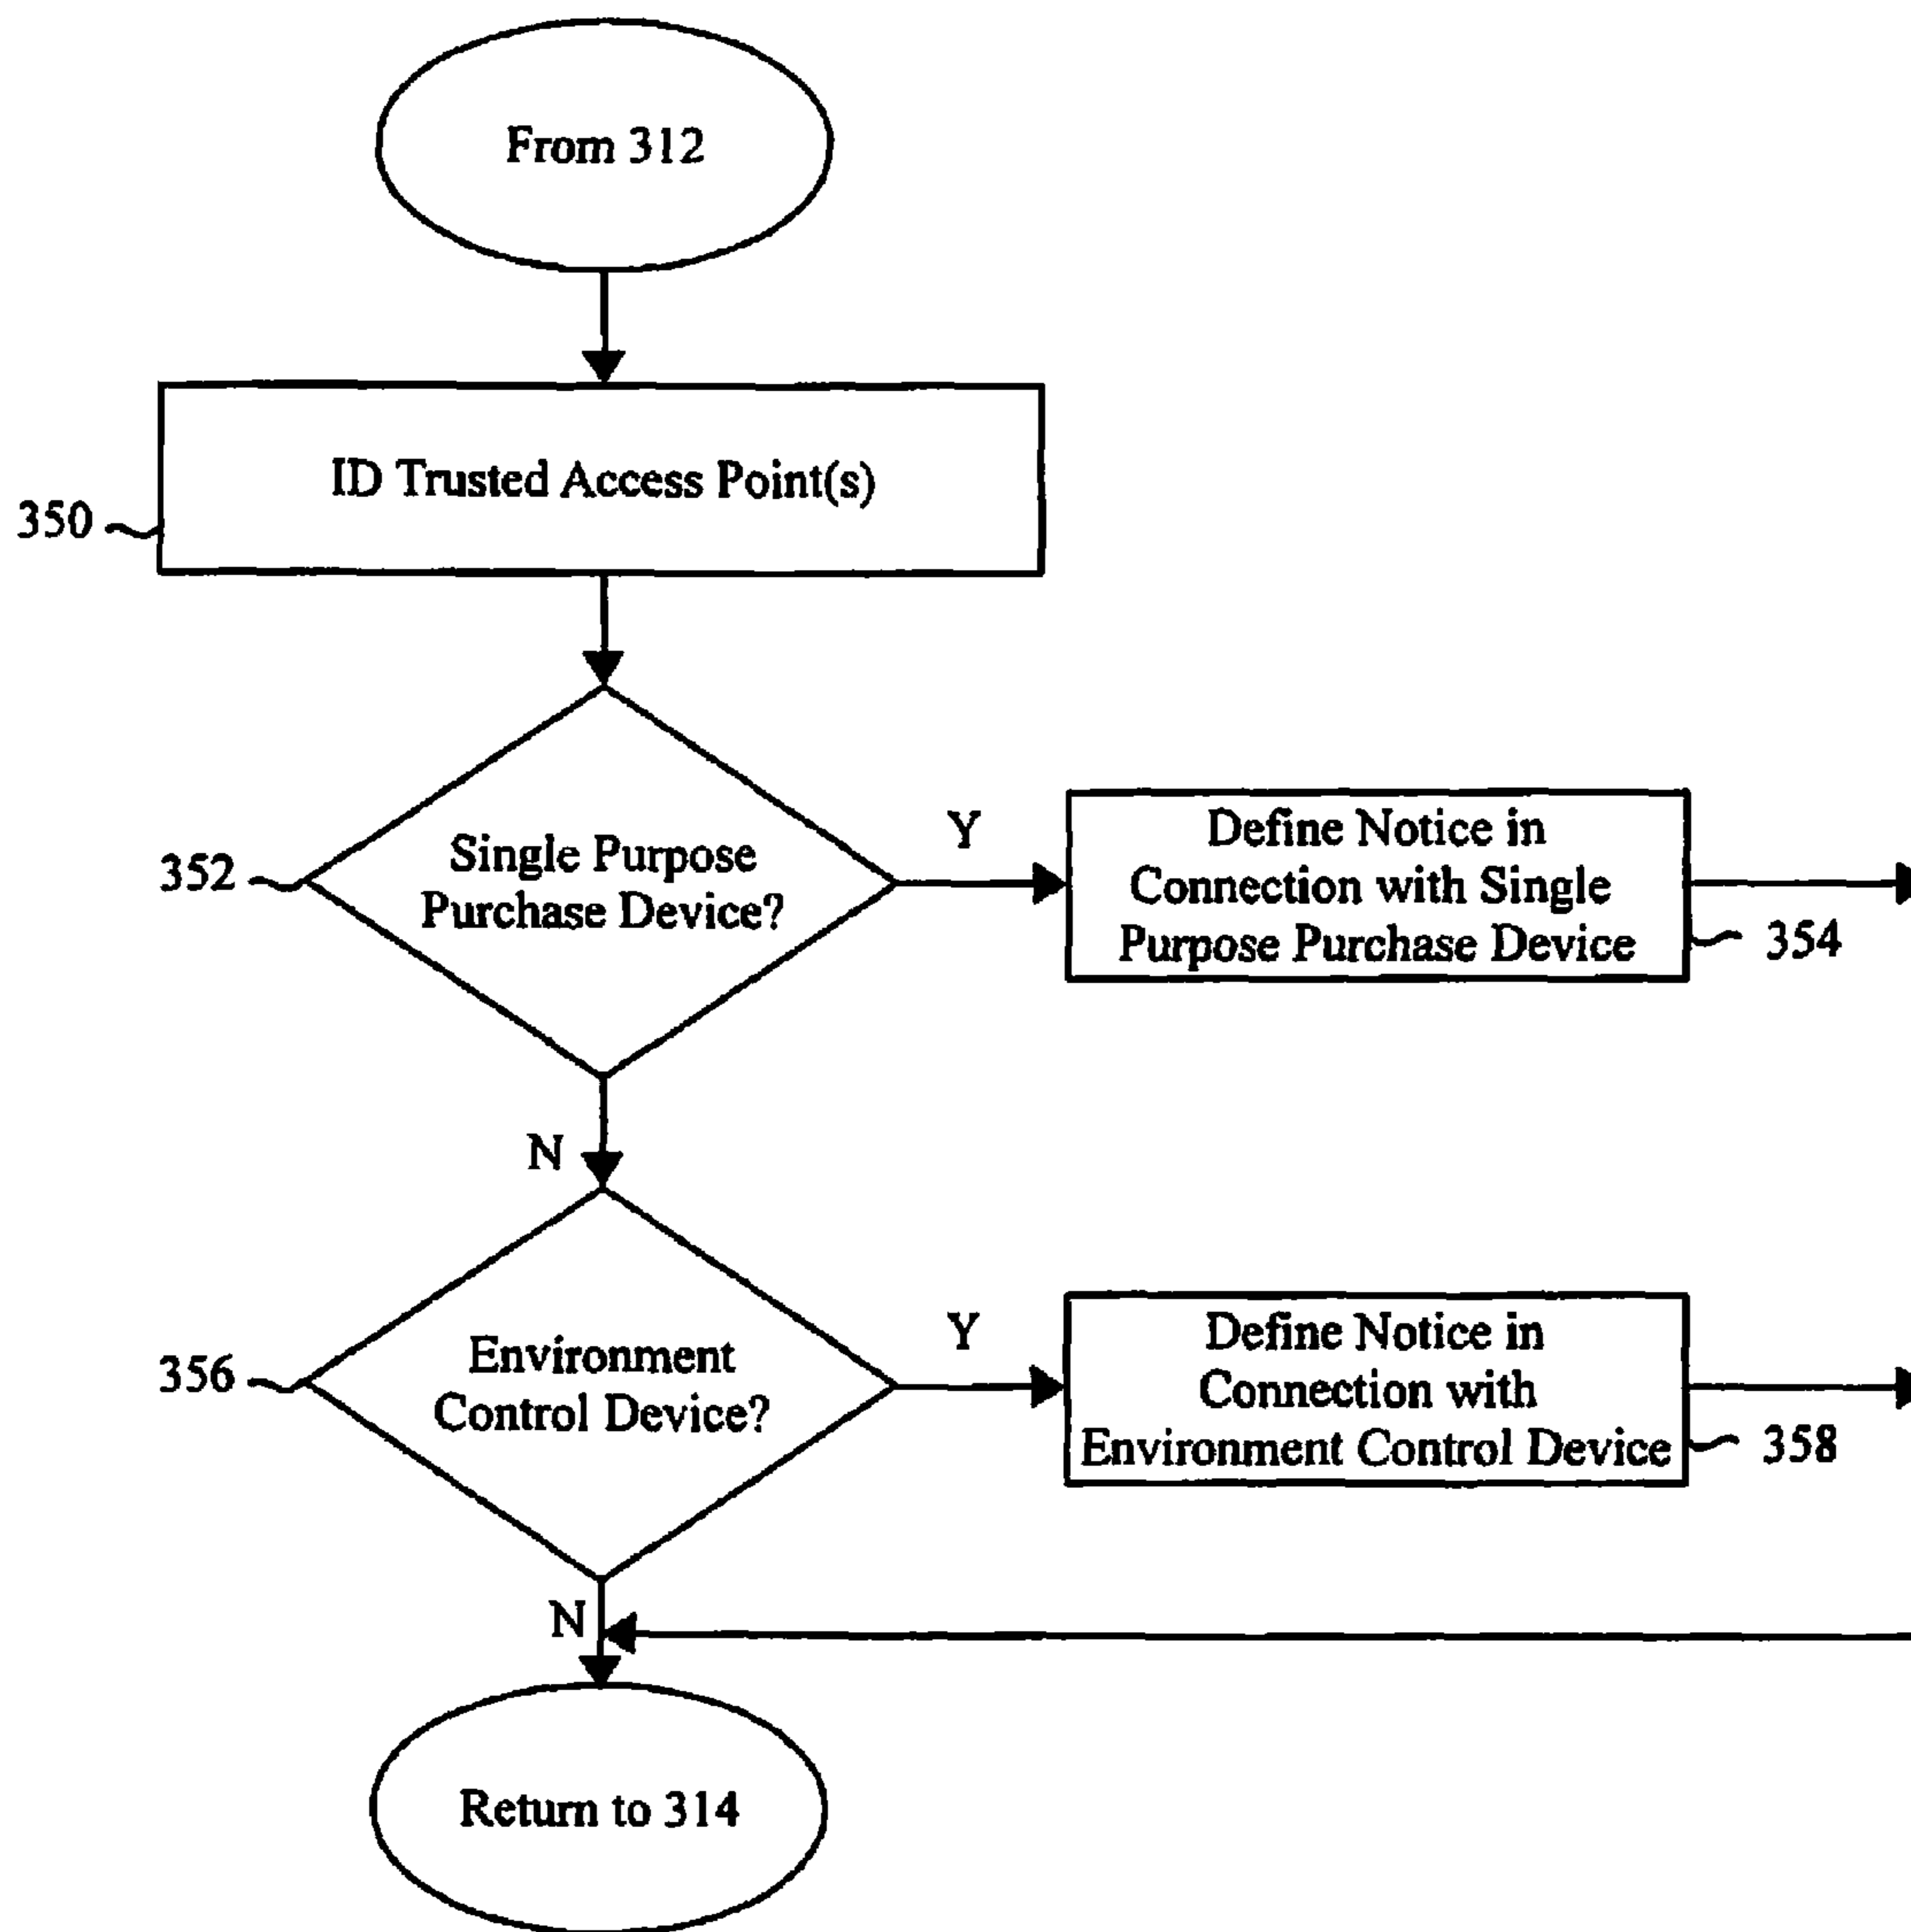 From 312
ID Trusted Access Point(s)
350
Single Purpose
Purchase Device?
352
Y
Define Notice in
Connection with Single
Purpose Purchase Device
354
N
Environment
Control Device?
356
Y
Define Notice in
Connection with
Environment Control Device
358
N
Return to 314